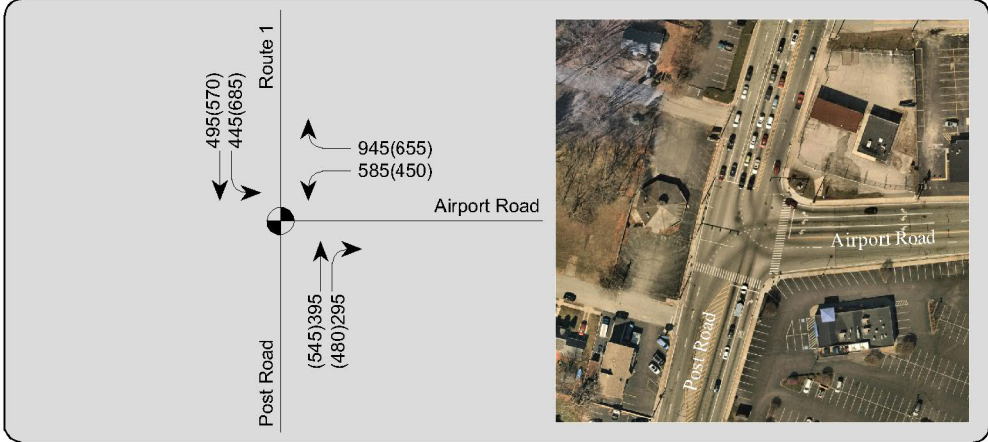 Route 1
495(570)
445(685)
945(655)
585(450)
Airport Road
(545)395
(480)295
Post Road
Airport Road
Post Road